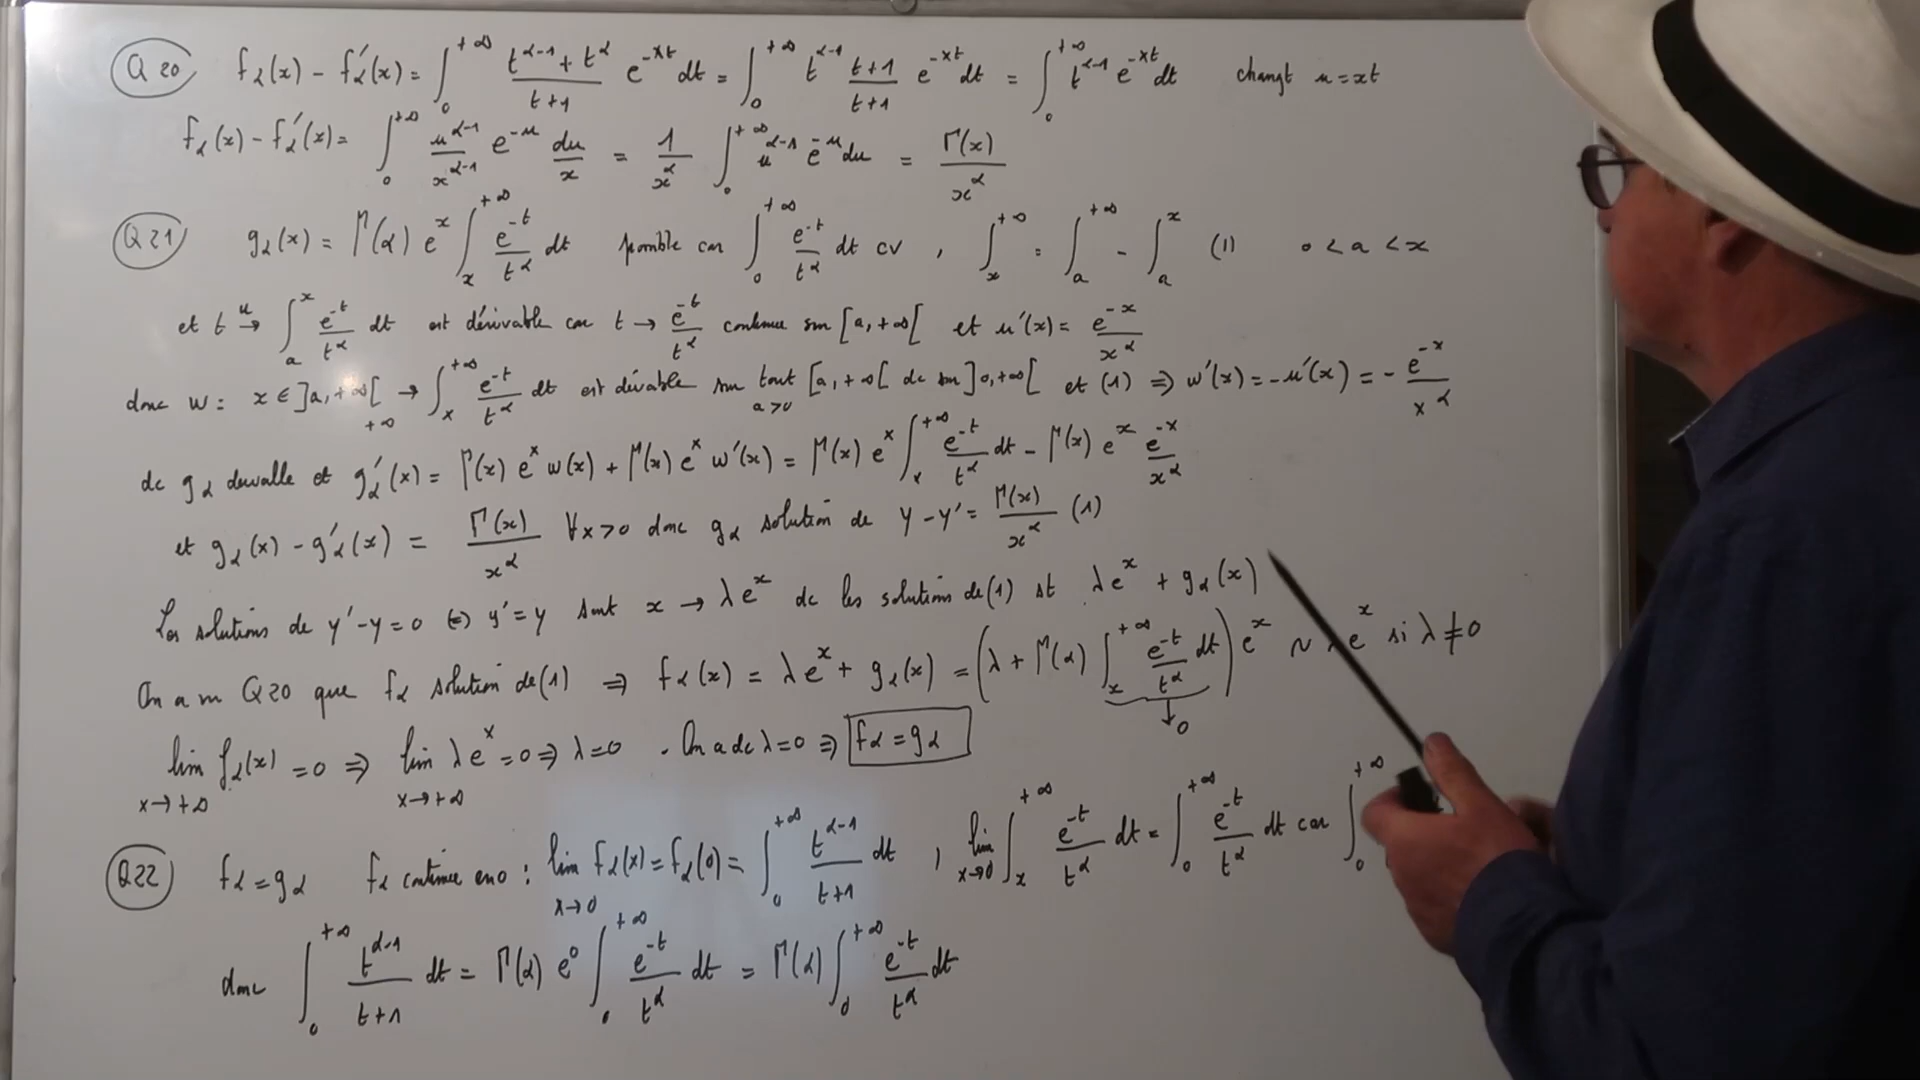 Q20 f_α(x) - f'_α(x) = ∫_0^{+∞} (t^{α-1} + t^α)/(t+1) e^{-xt} dt = ∫_0^{+∞} t^{α-1} (t+1)/(t+1) e^{-xt} dt = ∫_0^{+∞} t^{α-1} e^{-xt} dt changt u = xt
f_α(x) - f'_α(x) = ∫_0^{+∞} u^{α-1}/x^{α-1} e^{-u} du/x = 1/x^α ∫_0^{+∞} u^{α-1} e^{-u} du = Γ(x)/x^α
Q21 g_α(x) = Γ(α) e^x ∫_x^{+∞} e^{-t}/t^α dt possible car ∫_0^{+∞} e^{-t}/t^α dt cv , ∫_x^{+∞} = ∫_a^{+∞} - ∫_a^x (1) 0 < a < x
et t →^u ∫_a^x e^{-t}/t^α dt est dérivable car t → e^{-t}/t^α continue sur [a, +∞[ et u'(x) = e^{-x}/x^α
donc w : x ∈ ]a, +∞[ → ∫_x^{+∞} e^{-t}/t^α dt est dérivable sur tout [a, +∞[ a>0 dc sur ]0, +∞[ et (1) ⇒ w'(x) = -u'(x) = - e^{-x}/x^α
dc g_α et g'_α(x) = Γ(x) e^x w(x) + Γ(x) e^x w'(x) = Γ(x) e^x ∫_x^{+∞} e^{-t}/t^α dt - Γ(x) e^x e^{-x}/x^α
et g_α(x) - g'_α(x) = Γ(x)/x^α ∀x>0 donc g_α solution de y - y' = Γ(x)/x^α (1)
Les solutions de y' - y = 0 ⇔ y' = y sont x → λe^x dc les solutions de (1) st λe^x + g_α(x)
On a m Q20 que f_α solution de (1) ⇒ f_α(x) = λe^x + g_α(x) = (λ + Γ(α) ∫_x^{+∞} e^{-t}/t^α dt) e^x ~ e^x si λ ≠ 0
↓ 0
lim_{x→+∞} f_α(x) = 0 ⇒ lim_{x→+∞} λe^x = 0 ⇒ λ = 0 . On a dc λ = 0 ⇒ f_α = g_α
Q22 f_α = g_α f_α continue en 0 : lim_{x→0} f_α(x) = f_α(0) = ∫_0^{+∞} t^{α-1}/(t+1) dt , lim_{x→0} ∫_x^{+∞} e^{-t}/t^α dt = ∫_0^{+∞} e^{-t}/t^α dt car ∫_0^{+∞}
donc ∫_0^{+∞} t^{α-1}/(t+1) dt = Γ(α) e^0 ∫_0^{+∞} e^{-t}/t^α dt = Γ(α) ∫_0^{+∞} e^{-t}/t^α dt